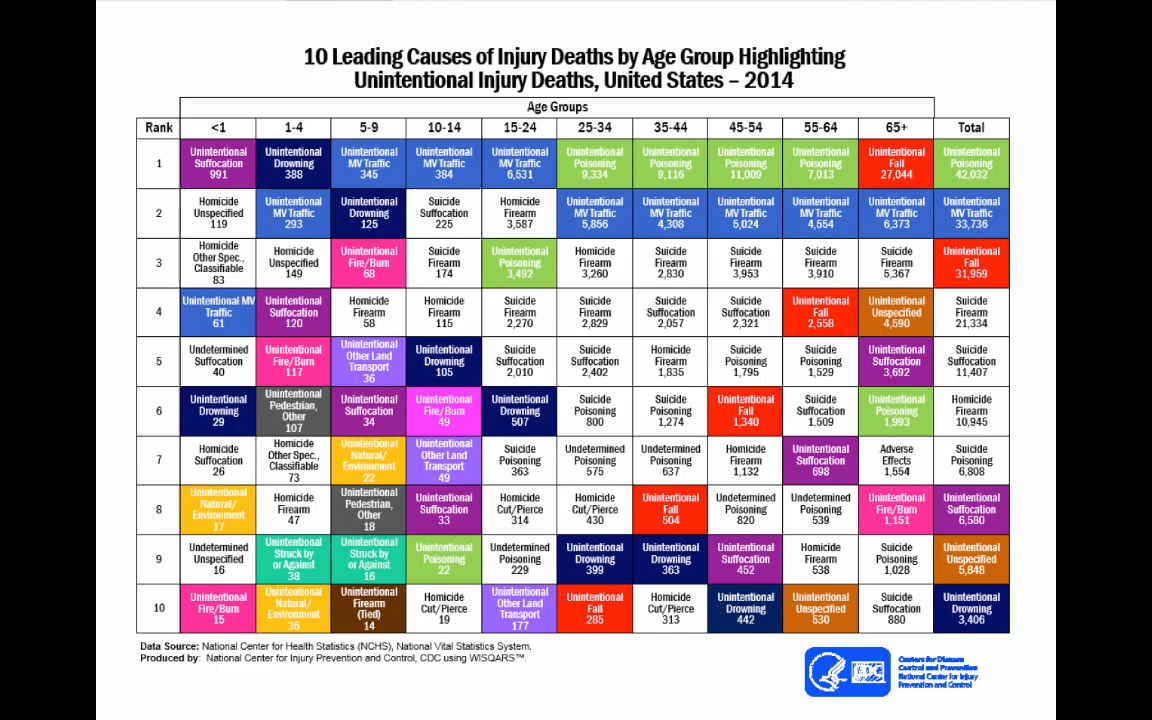 10 Leading Causes of Injury Deaths by Age Group Highlighting
Unintentional Injury Deaths, United States – 2014
Age Groups
Rank <1 1-4 5-9 10-14 15-24 25-34 35-44 45-54 55-64 65+ Total
1
Unintentional
Suffocation
991
Unintentional
Drowning
388
Unintentional
MV Traffic
345
Unintentional
MV Traffic
384
Unintentional
MV Traffic
6,531
Unintentional
Poisoning
9,334
Unintentional
Poisoning
9,116
Unintentional
Poisoning
11,009
Unintentional
Poisoning
7,013
Unintentional
Fall
27,044
Unintentional
Poisoning
42,032
2
Homicide
Unspecified
119
Unintentional
MV Traffic
293
Unintentional
Drowning
125
Suicide
Suffocation
225
Homicide
Firearm
3,587
Unintentional
MV Traffic
5,856
Unintentional
MV Traffic
4,308
Unintentional
MV Traffic
5,024
Unintentional
MV Traffic
4,554
Unintentional
MV Traffic
6,373
Unintentional
MV Traffic
33,736
3
Homicide
Other Spec.,
Classifiable
83
Homicide
Unspecified
149
Unintentional
Fire/Burn
68
Suicide
Firearm
174
Unintentional
Poisoning
3,492
Homicide
Firearm
3,260
Suicide
Firearm
2,830
Suicide
Firearm
3,953
Suicide
Firearm
3,910
Suicide
Firearm
5,367
Unintentional
Fall
31,959
4
Unintentional MV
Traffic
61
Unintentional
Suffocation
120
Homicide
Firearm
58
Homicide
Firearm
115
Suicide
Firearm
2,270
Suicide
Firearm
2,829
Suicide
Suffocation
2,057
Suicide
Suffocation
2,321
Unintentional
Fall
2,558
Unintentional
Unspecified
4,590
Suicide
Firearm
21,334
5
Undetermined
Suffocation
40
Unintentional
Fire/Burn
117
Unintentional
Other Land
Transport
36
Unintentional
Drowning
105
Suicide
Suffocation
2,010
Suicide
Suffocation
2,402
Homicide
Firearm
1,835
Suicide
Poisoning
1,795
Suicide
Poisoning
1,529
Unintentional
Suffocation
3,692
Suicide
Suffocation
11,407
6
Unintentional
Drowning
29
Unintentional
Pedestrian,
Other
107
Unintentional
Suffocation
34
Unintentional
Fire/Burn
49
Unintentional
Drowning
507
Suicide
Poisoning
800
Suicide
Poisoning
1,274
Unintentional
Fall
1,340
Suicide
Suffocation
1,509
Unintentional
Poisoning
1,993
Homicide
Firearm
10,945
7
Homicide
Suffocation
26
Homicide
Other Spec.,
Classifiable
73
Unintentional
Natural/
Environment
22
Unintentional
Other Land
Transport
49
Suicide
Poisoning
363
Undetermined
Poisoning
575
Undetermined
Poisoning
637
Homicide
Firearm
1,132
Unintentional
Suffocation
698
Adverse
Effects
1,554
Suicide
Poisoning
6,808
8
Unintentional
Natural/
Environment
17
Homicide
Firearm
47
Unintentional
Pedestrian,
Other
18
Unintentional
Suffocation
33
Homicide
Cut/Pierce
314
Homicide
Cut/Pierce
430
Unintentional
Fall
504
Undetermined
Poisoning
820
Undetermined
Poisoning
539
Unintentional
Fire/Burn
1,151
Unintentional
Suffocation
6,580
9
Undetermined
Unspecified
16
Unintentional
Struck by
or Against
38
Unintentional
Struck by
or Against
16
Unintentional
Poisoning
22
Undetermined
Poisoning
229
Unintentional
Drowning
399
Unintentional
Drowning
363
Unintentional
Suffocation
452
Homicide
Firearm
538
Suicide
Poisoning
1,028
Unintentional
Unspecified
5,848
10
Unintentional
Fire/Burn
15
Unintentional
Natural/
Environment
35
Unintentional
Firearm
(Tied)
14
Homicide
Cut/Pierce
19
Unintentional
Other Land
Transport
177
Unintentional
Fall
285
Homicide
Cut/Pierce
313
Unintentional
Drowning
442
Unintentional
Unspecified
530
Suicide
Suffocation
880
Unintentional
Drowning
3,406
Data Source: National Center for Health Statistics (NCHS), National Vital Statistics System.
Produced by: National Center for Injury Prevention and Control, CDC using WISQARS™.
CDC
Centers for Disease
Control and Prevention
National Center for Injury
Prevention and Control